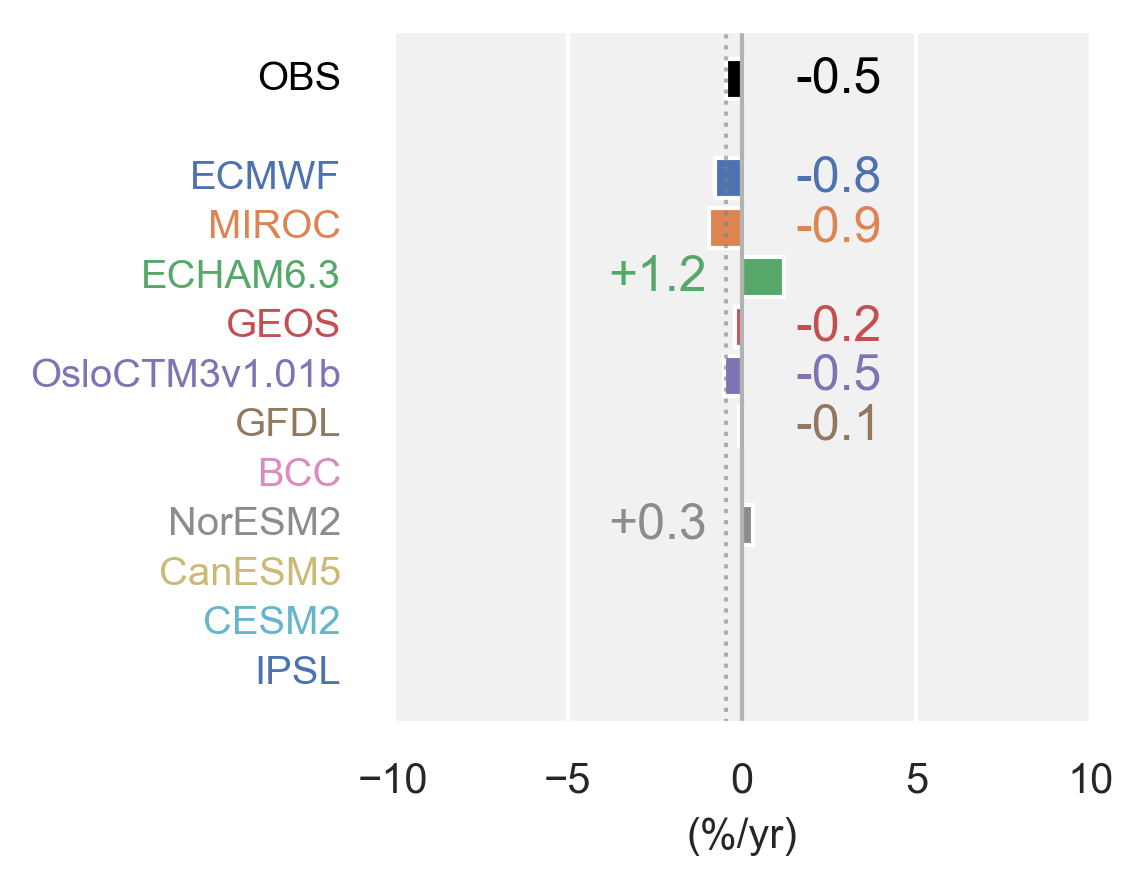 OBS -0.5
ECMWF -0.8
MIROC -0.9
ECHAM6.3 +1.2
GEOS -0.2
OsloCTM3v1.01b -0.5
GFDL -0.1
BCC
NorESM2 +0.3
CanESM5
CESM2
IPSL
−10 −5 0 5 10
(%/yr)